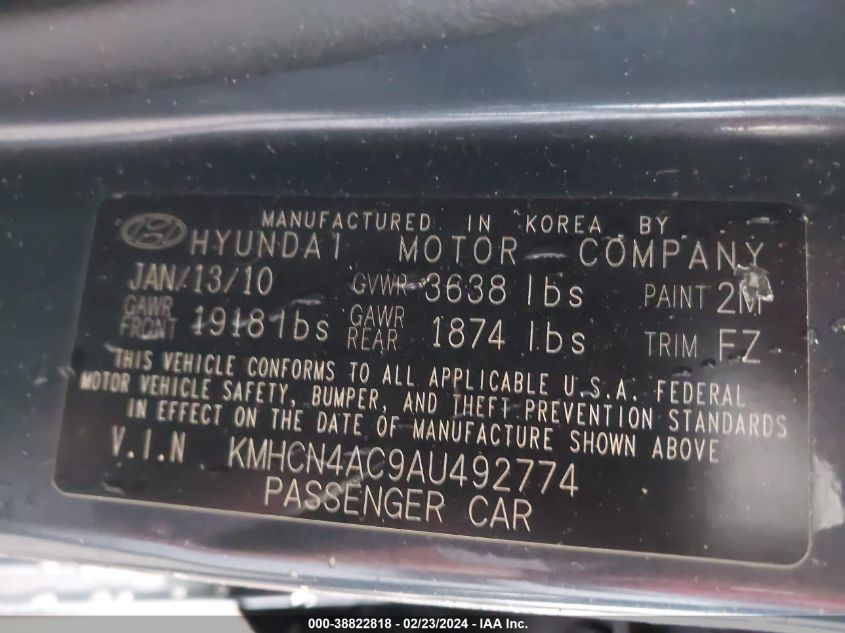 MANUFACTURED IN KOREA BY
HYUNDAI MOTOR COMPANY
JAN/13/10 GVWR 3638 lbs PAINT 2M
GAWR FRONT 1918 lbs GAWR REAR 1874 lbs TRIM FZ
THIS VEHICLE CONFORMS TO ALL APPLICABLE U.S.A. FEDERAL
MOTOR VEHICLE SAFETY, BUMPER, AND THEFT PREVENTION STANDARDS
IN EFFECT ON THE DATE OF MANUFACTURE SHOWN ABOVE
V.I.N KMHCN4AC9AU492774
PASSENGER CAR
000-38822818 - 02/23/2024 - IAA Inc.